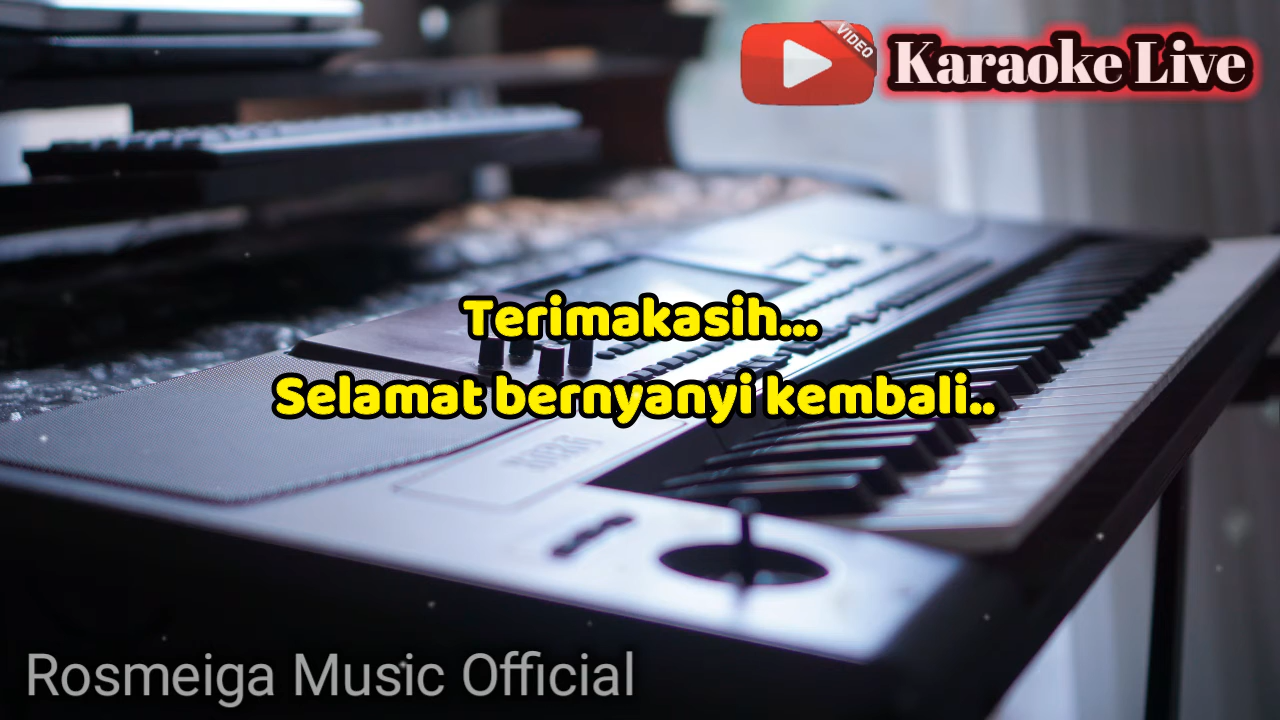 VIDEO
Karaoke Live
Terimakasih...
Selamat bernyanyi kembali..
Rosmeiga Music Official